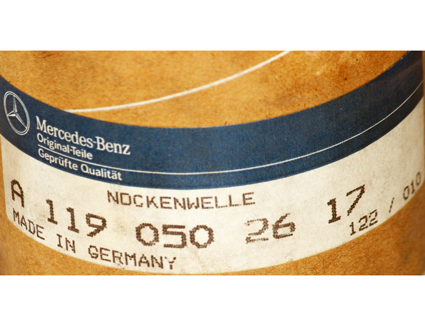 Mercedes-Benz
Original-Teile
Geprüfte Qualität
NOCKENWELLE
A 119 050 26 17
122 / 010
MADE IN GERMANY